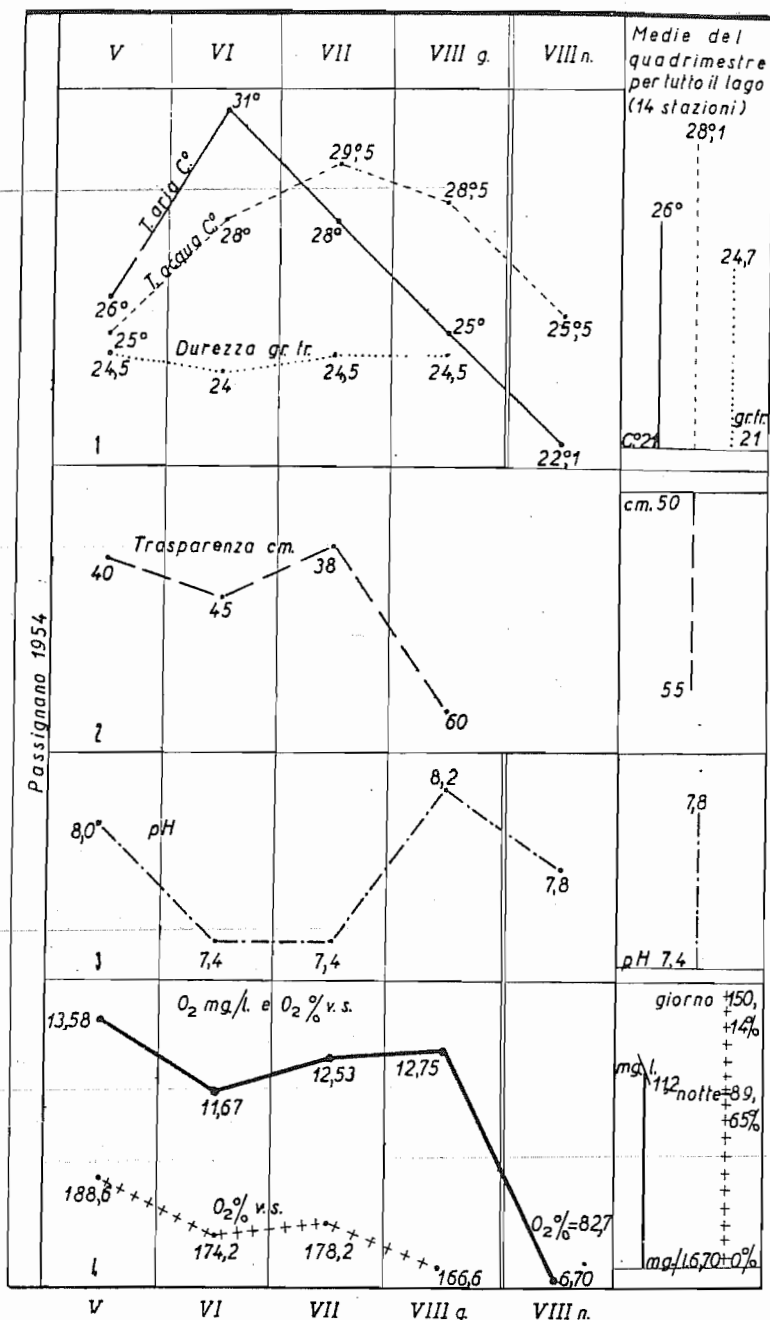 V VI VII VIII g. VIII n.
Medie del
quadrimestre
per tutto il lago
(14 stazioni)
31°
28°,1
T. aria C°
29°,5
T. acqua C°
28°,5
26°
28°
28°
24,7
26°
25°
25°
25°,5
24,5
Durezza gr. fr.
24
24,5
24,5
gr. fr.
C° 21
21
1
22°,1
cm. 50
Trasparenza cm.
40
38
45
55
60
2
Passignano 1954
8,2
7,8
8,0
pH
7,8
7,4
7,4
pH 7,4
3
O2 mg/l. e O2 % v.s.
giorno 150,
14%
13,58
12,53
12,75
mg. l.
11,2
notte=89,
65%
11,67
188,6
O2% v.s.
O2%=82,7
174,2
178,2
166,6
6,70
mg/l.6,70 0%
4
V VI VII VIII g. VIII n.